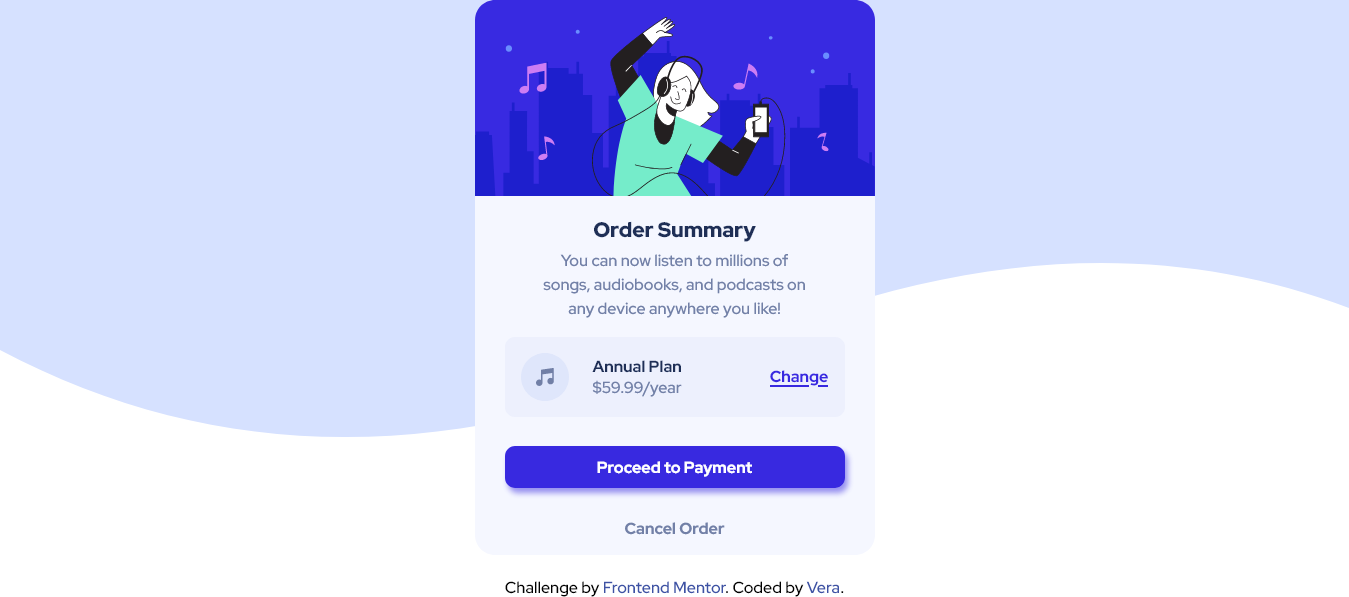 Order Summary
You can now listen to millions of
songs, audiobooks, and podcasts on
any device anywhere you like!
Annual Plan
$59.99/year
Change
Proceed to Payment
Cancel Order
Challenge by Frontend Mentor. Coded by Vera.